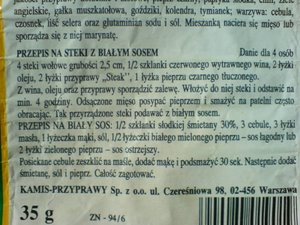 angielskie, gałka muszkatołowa, goździki, kolendra, tymianek; warzywa: cebula,
czosnek, liść selera oraz glutaminian sodu i sól. Mieszanką naciera się mięso lub
sporządza się z niej marynatę.
PRZEPIS NA STEKI Z BIAŁYM SOSEM
Danie dla 4 osób
4 steki wołowe grubości 2,5 cm, 1/2 szklanki czerwonego wytrawnego wina, 2 łyżki
oleju, 2 łyżki przyprawy „Steak”, 1 łyżka pieprzu czarnego tłuczonego.
Z wina, oleju oraz przyprawy sporządzić zalewę. Włożyć do niej steki i odstawić na
min. 4 godziny. Odsączone mięso posypać pieprzem i smażyć na patelni często
obracając. Tak przyrządzone steki podawać z białym sosem.
PRZEPIS NA BIAŁY SOS. 1/2 szklanki słodkiej śmietany 30%, 3 cebule, 3 łyżki
masła, 1 łyżeczka mąki, sól, 1/2 łyżeczki białego mielonego pieprzu – sos łagodny lub
2 łyżki zielonego pieprzu – sos ostrzejszy.
Posiekane cebule zeszklić na maśle, dodać mąkę i podsmażyć 30 sek. Następnie dodać
śmietanę, sól i pieprz. Całość zagotować.
KAMIS-PRZYPRAWY Sp. z o.o. ul. Czereśniowa 98, 02-456 Warszawa
35 g
ZN - 94/6